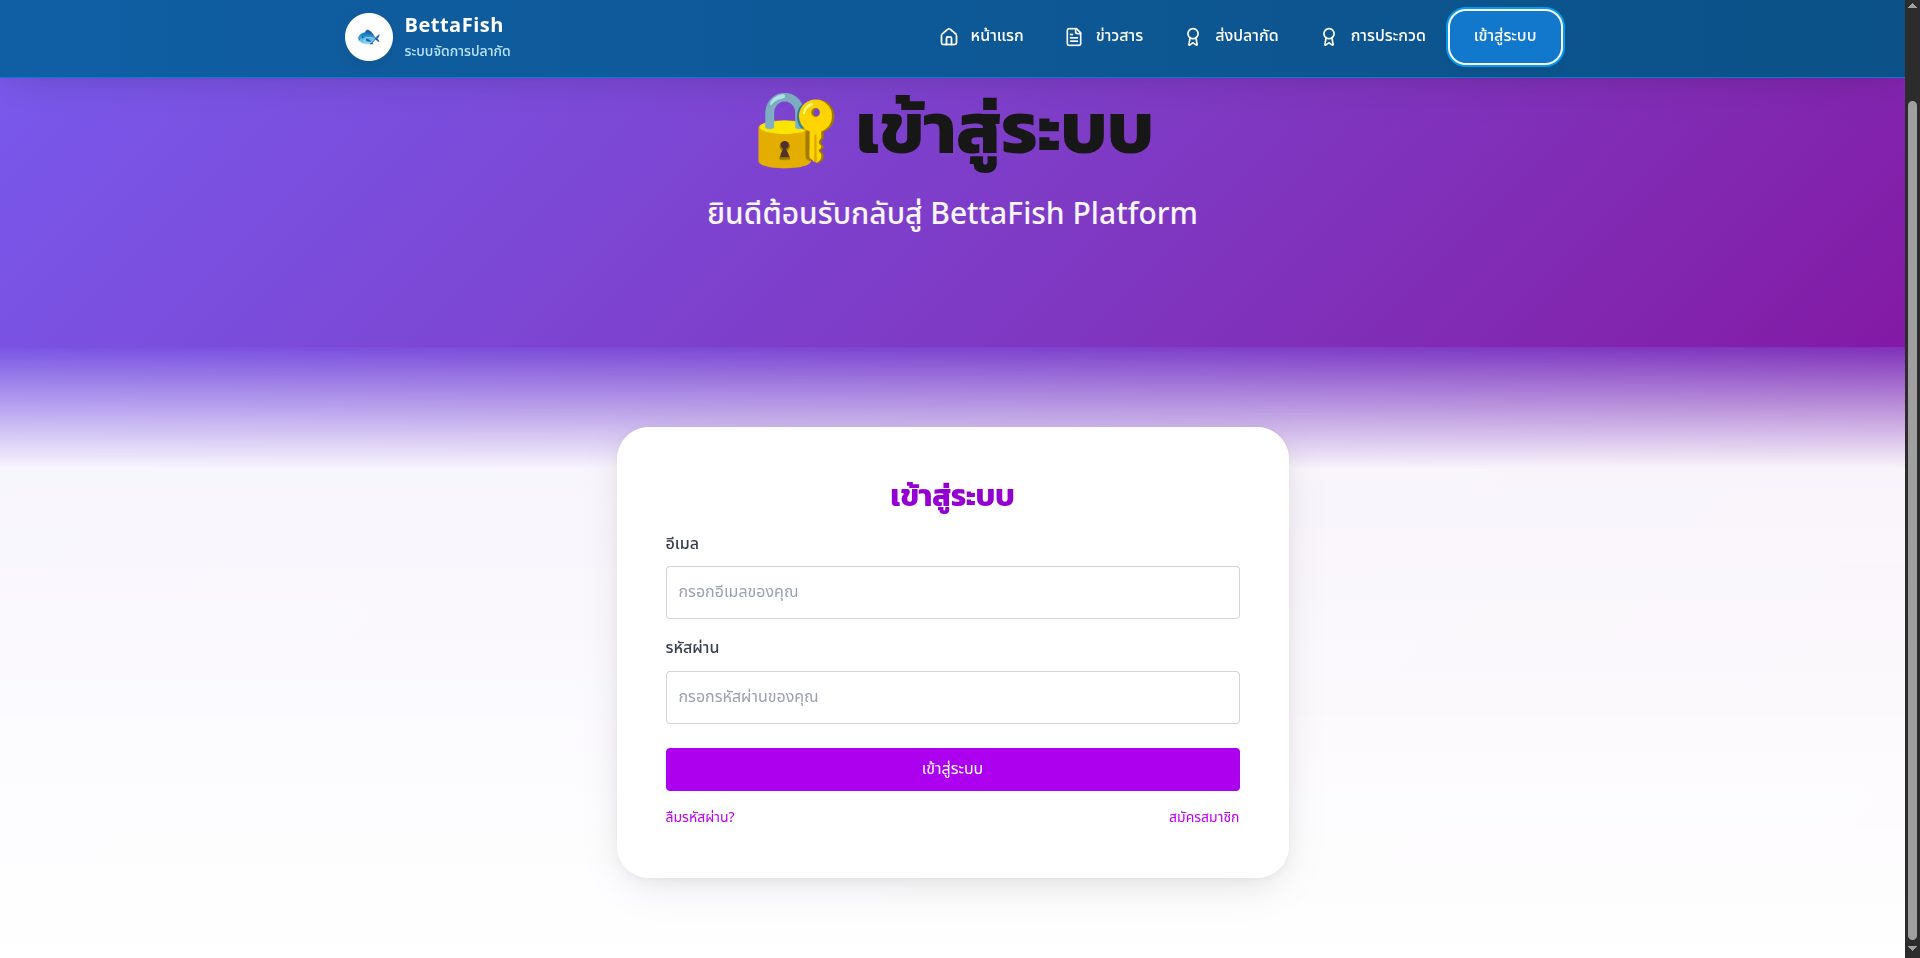 BettaFish
ระบบจัดการปลากัด
หน้าแรก
ข่าวสาร
ส่งปลากัด
การประกวด
เข้าสู่ระบบ
เข้าสู่ระบบ
ยินดีต้อนรับกลับสู่ BettaFish Platform
เข้าสู่ระบบ
อีเมล
กรอกอีเมลของคุณ
รหัสผ่าน
กรอกรหัสผ่านของคุณ
เข้าสู่ระบบ
ลืมรหัสผ่าน?
สมัครสมาชิก